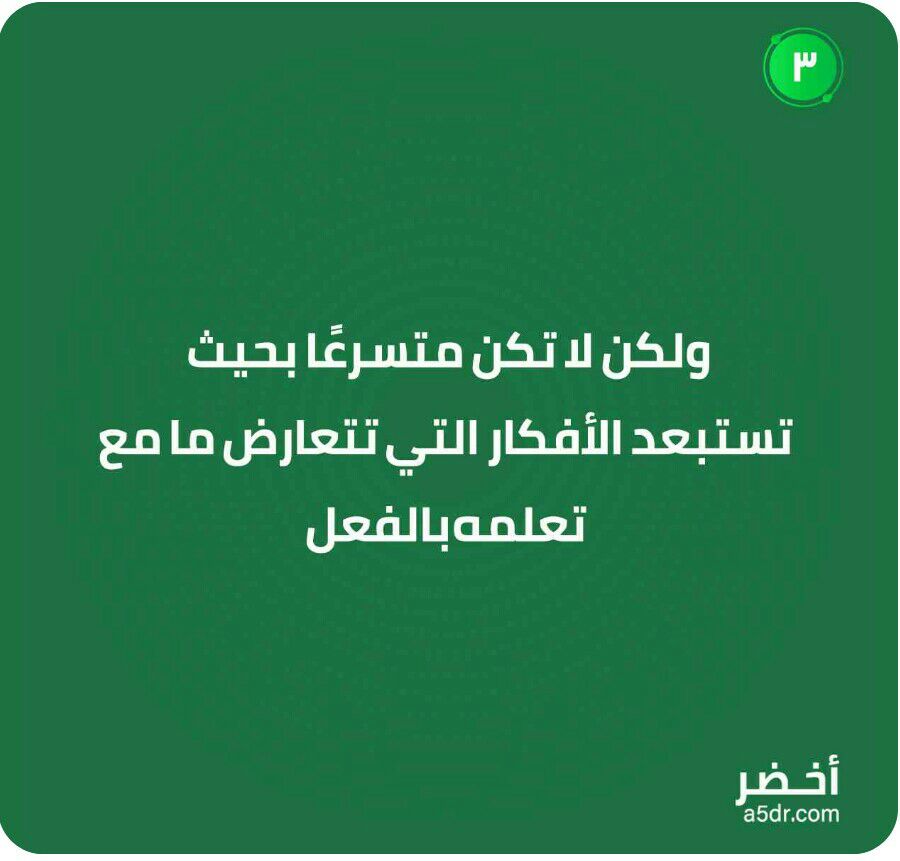 ٣
ولكن لا تكن متسرعًا بحيث
تستبعد الأفكار التي تتعارض ما مع
تعلمه بالفعل
أخضر
a5dr.com